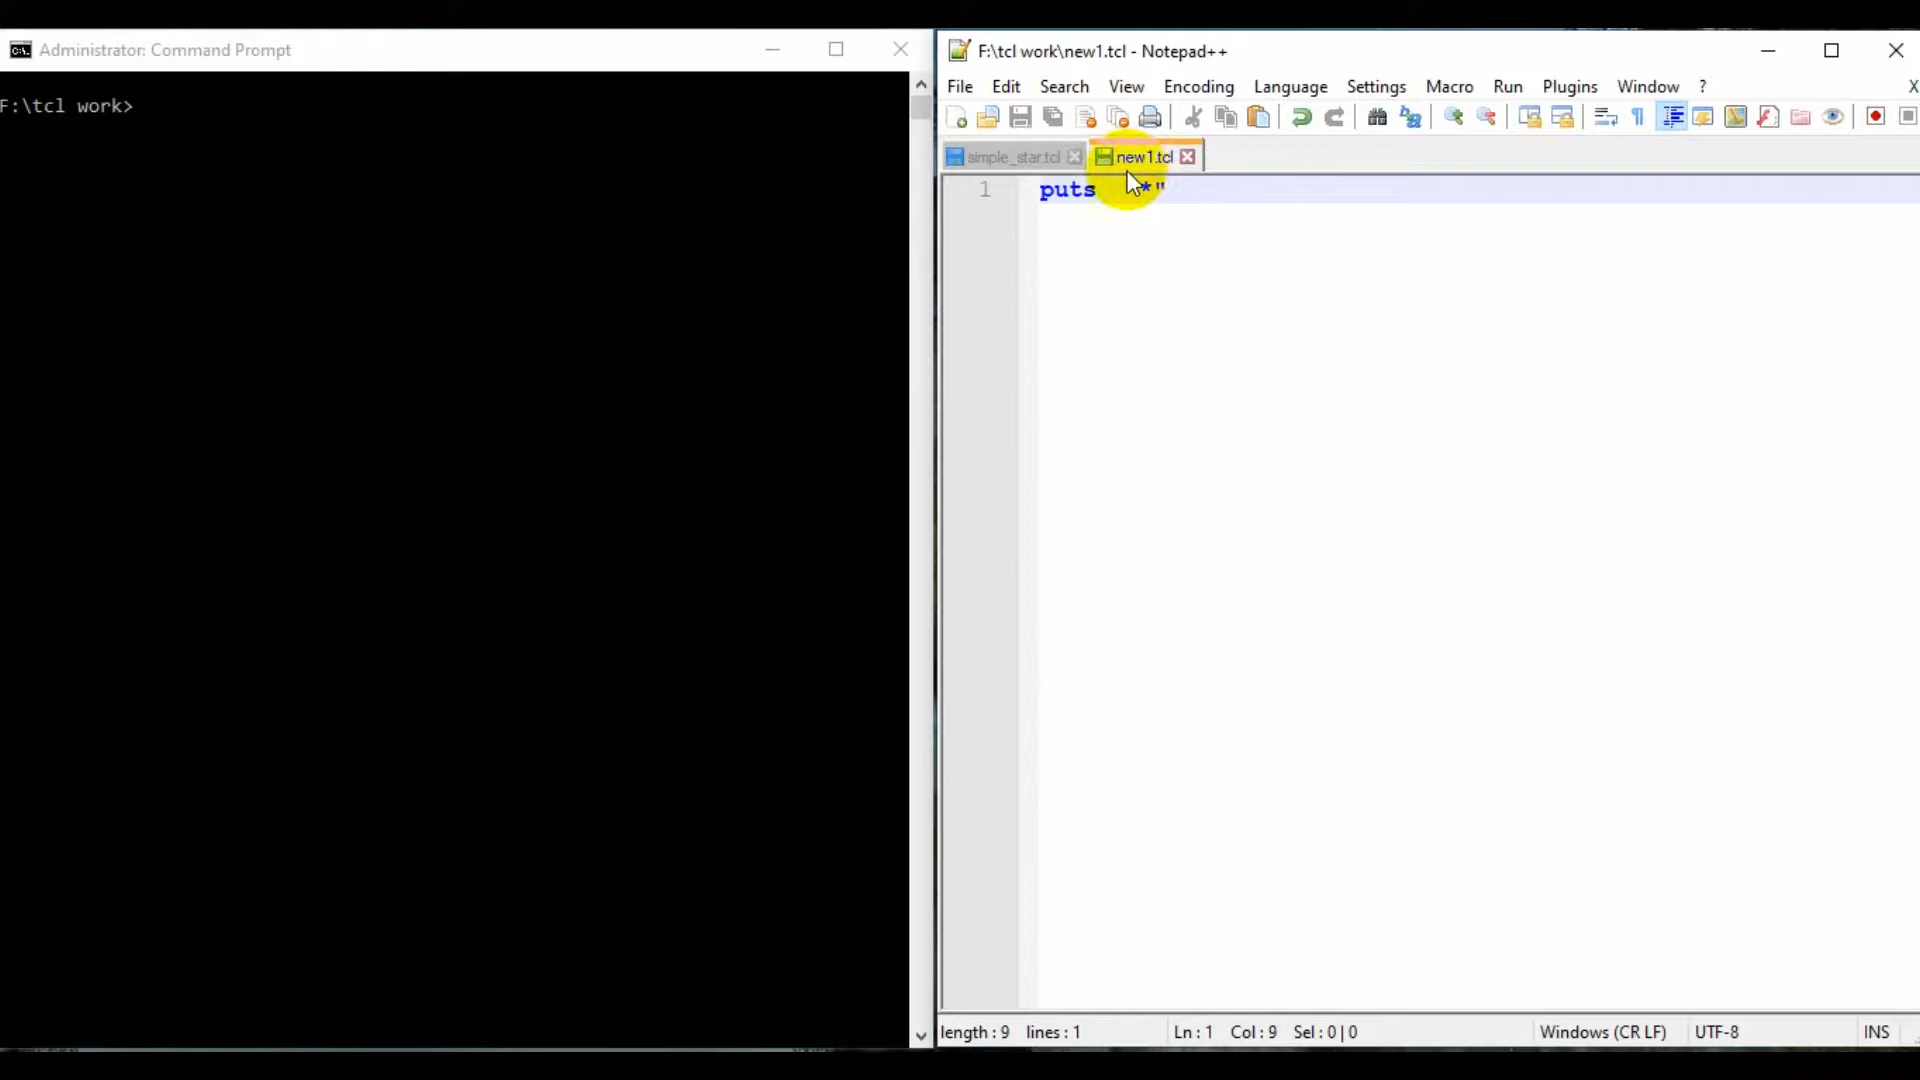 Administrator: Command Prompt
F:\tcl work>
F:\tcl work\new1.tcl - Notepad++
File Edit Search View Encoding Language Settings Macro Run Plugins Window ? X
simple_star.tcl new1.tcl
1 puts *"
length : 9 lines : 1 Ln : 1 Col : 9 Sel : 0 | 0 Windows (CR LF) UTF-8 INS